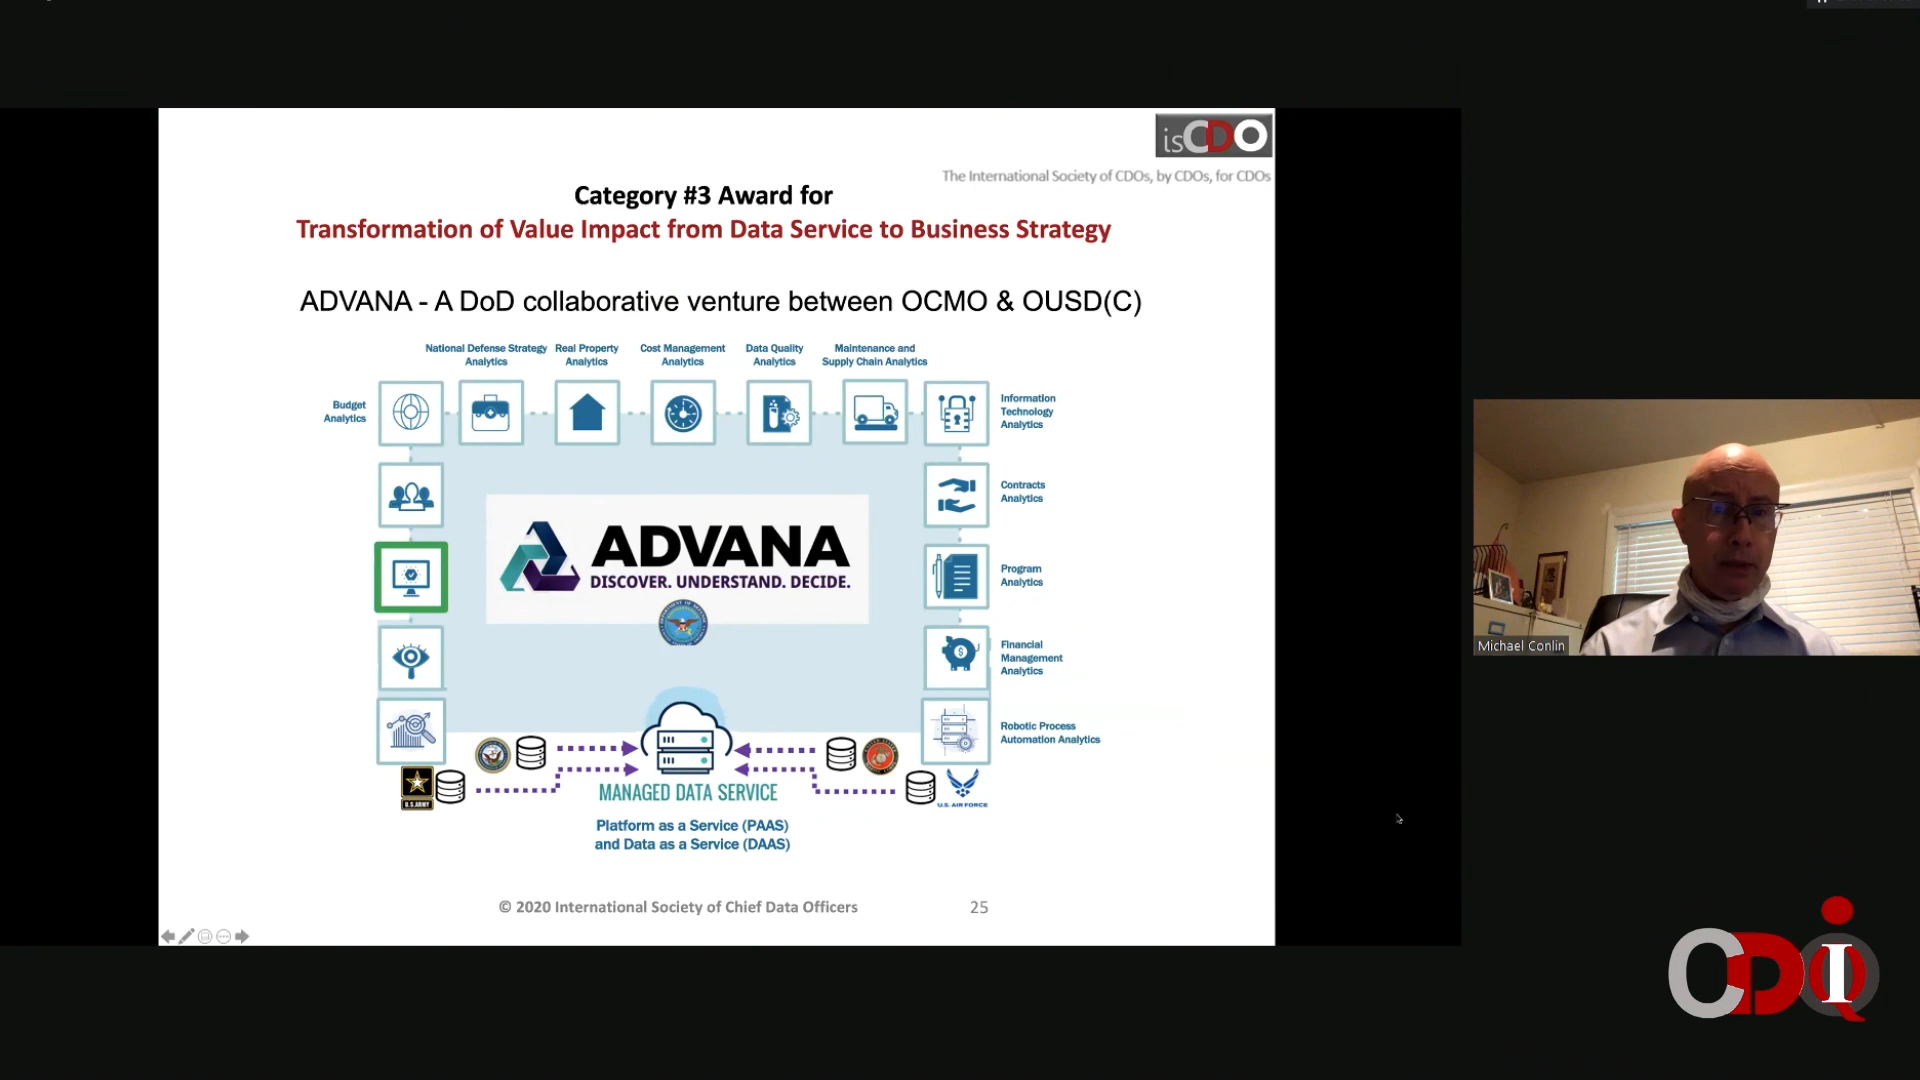 isCDO
The International Society of CDOs, by CDOs, for CDOs
Category #3 Award for
Transformation of Value Impact from Data Service to Business Strategy
ADVANA - A DoD collaborative venture between OCMO & OUSD(C)
National Defense Strategy
Analytics
Real Property
Analytics
Cost Management
Analytics
Data Quality
Analytics
Maintenance and
Supply Chain Analytics
Budget
Analytics
Information
Technology
Analytics
Contracts
Analytics
ADVANA
DISCOVER. UNDERSTAND. DECIDE.
Program
Analytics
Financial
Management
Analytics
Robotic Process
Automation Analytics
U.S. ARMY
U.S. AIR FORCE
MANAGED DATA SERVICE
Platform as a Service (PAAS)
and Data as a Service (DAAS)
© 2020 International Society of Chief Data Officers
25
Michael Conlin
CDOIQ